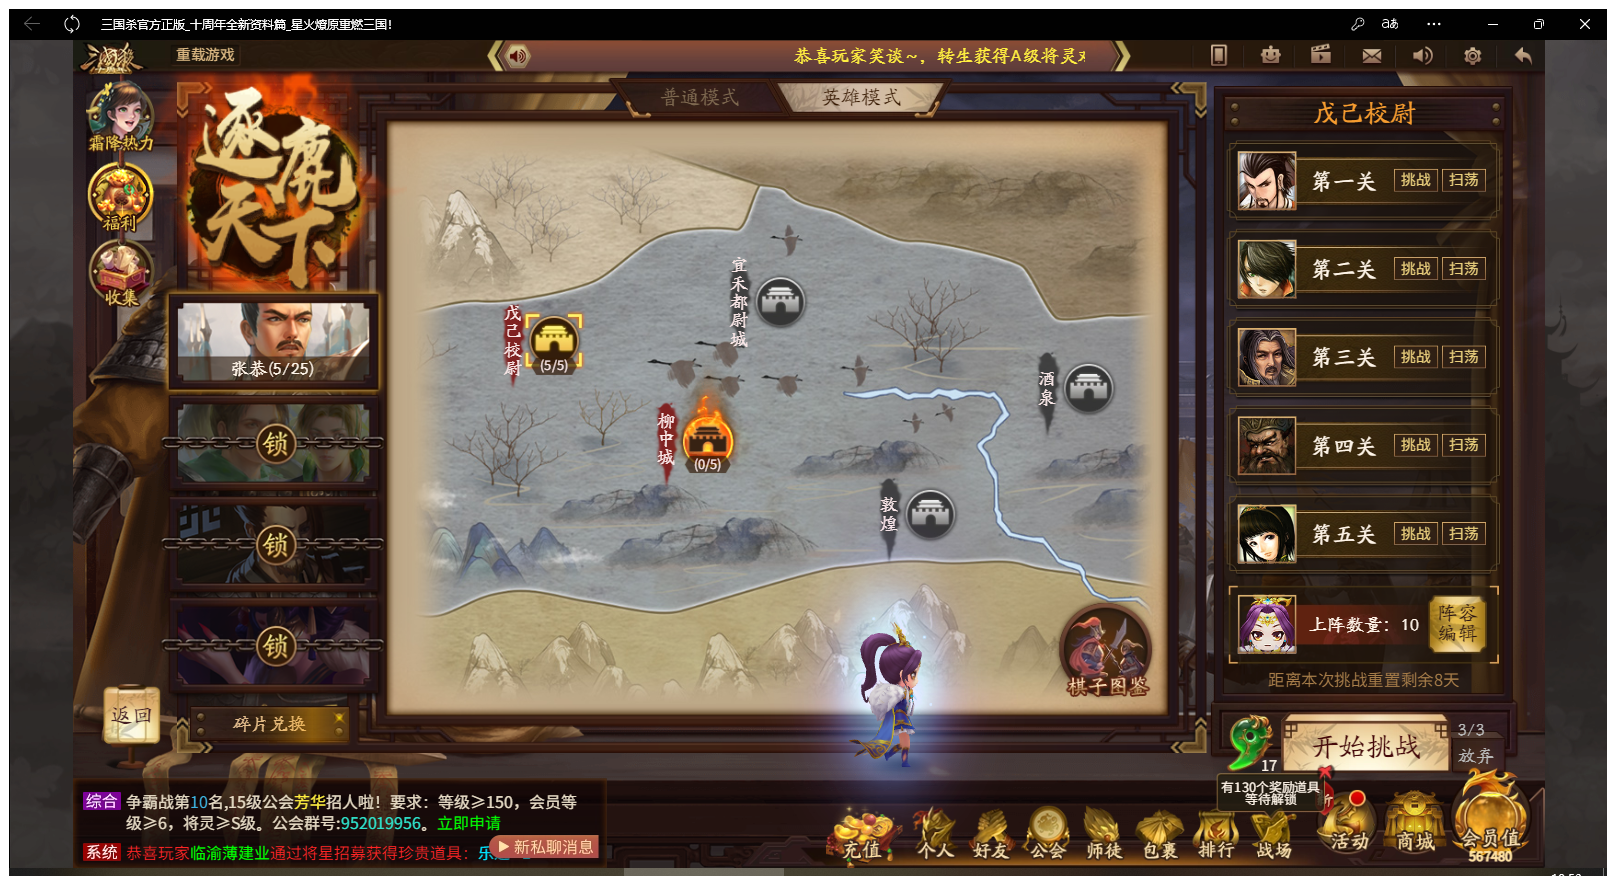 三国杀官方正版_十周年全新资料篇_星火燎原重燃三国！
重载游戏
恭喜玩家笑谈～，转生获得A级将灵
普通模式
英雄模式
霜降热力
福利
收集
逐鹿天下
张恭(5/25)
锁
锁
锁
返回
碎片兑换
戊己校尉
(5/5)
宜禾都尉城
柳中城
(0/5)
酒泉
敦煌
棋子图鉴
戊己校尉
第一关 挑战 扫荡
第二关 挑战 扫荡
第三关 挑战 扫荡
第四关 挑战 扫荡
第五关 挑战 扫荡
上阵数量：10
阵容编辑
距离本次挑战重置剩余8天
17
开始挑战
3/3
放弃
有130个奖励道具
等待解锁
综合 争霸战第10名,15级公会芳华招人啦！要求：等级≥150，会员等
级≥6，将灵≥S级。公会群号:952019956。立即申请
系统 恭喜玩家临渝薄建业通过将星招募获得珍贵道具：
新私聊消息
充值
个人
好友
公会
师徒
包裹
排行
战场
活动
商城
会员值
567480